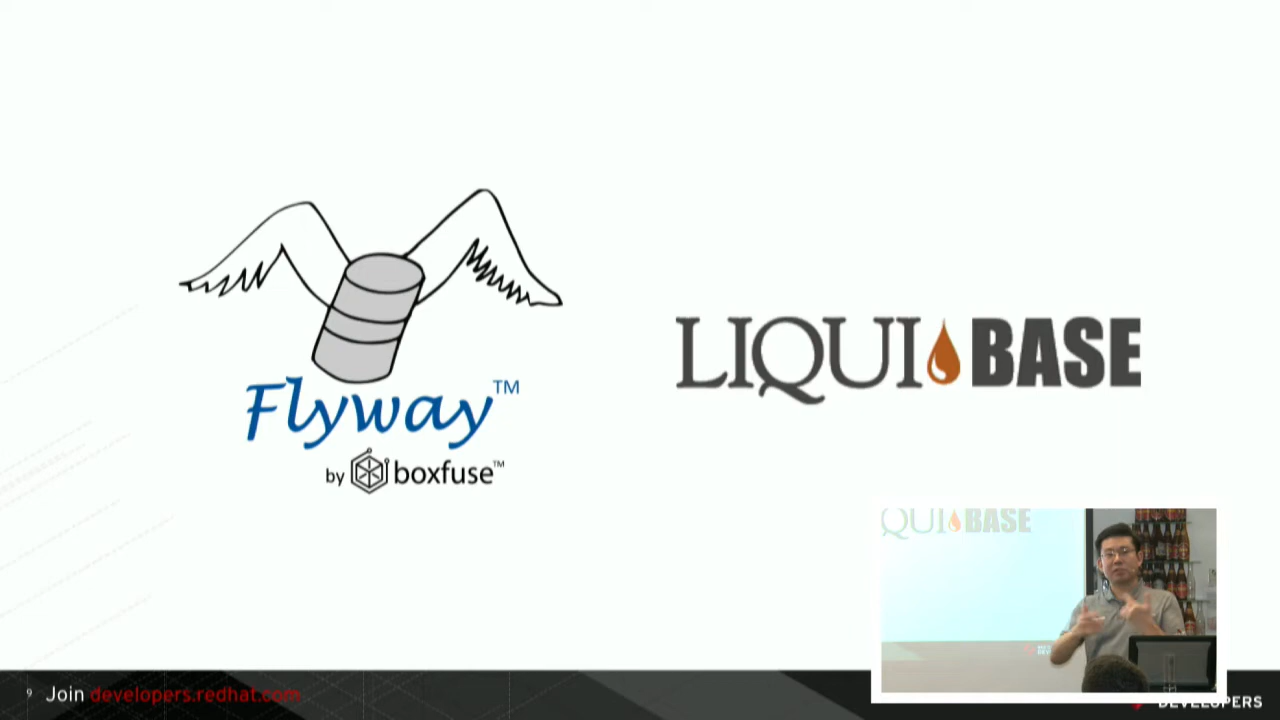 Flyway™
by boxfuse™
LIQUIBASE
QUIBASE
9 Join developers.redhat.com
DEVELOPERS